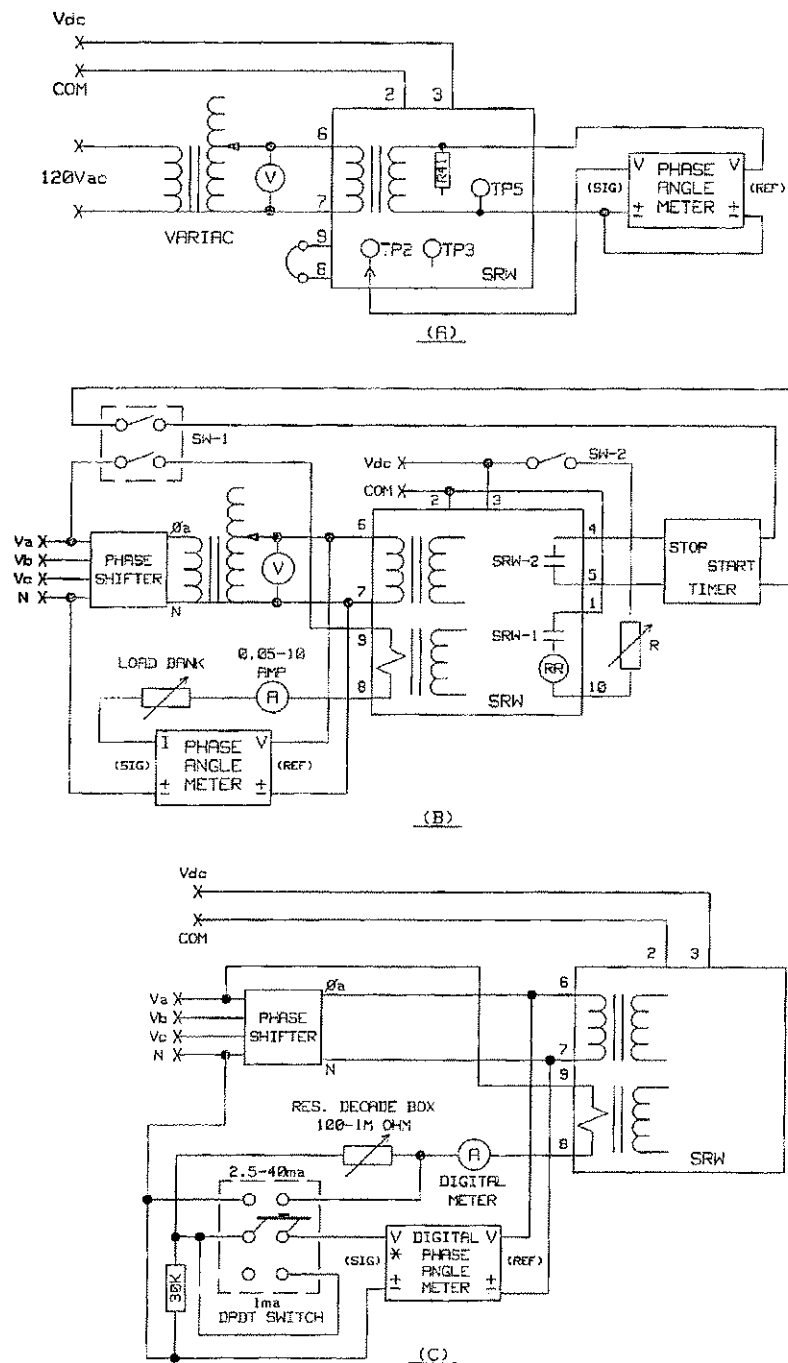 Vdc
COM
120Vac
VARIAC
V
2 3
6
7
9
8
R41
TP5
TP2
TP3
SRW
(SIG)
V PHASE V
ANGLE
± METER ±
(REF)
(A)
SW-1
Vdc
COM
SW-2
2 3
Va
Vb
Vc
N
PHASE
SHIFTER
Øa
N
V
6
7
9
8
SRW-2
SRW-1
RR
SRW
4
5
1
10
STOP
START
TIMER
R
LOAD BANK
0.05-10
AMP
A
I PHASE V
(SIG) ANGLE (REF)
± METER ±
(B)
Vdc
COM
2 3
Va
Vb
Vc
N
PHASE
SHIFTER
Øa
N
6
7
9
8
SRW
RES. DECADE BOX
100-1M OHM
A
DIGITAL
METER
2.5-40ma
V DIGITAL V
(SIG) * PHASE (REF)
ANGLE
± METER ±
30K
1ma
DPDT SWITCH
(C)